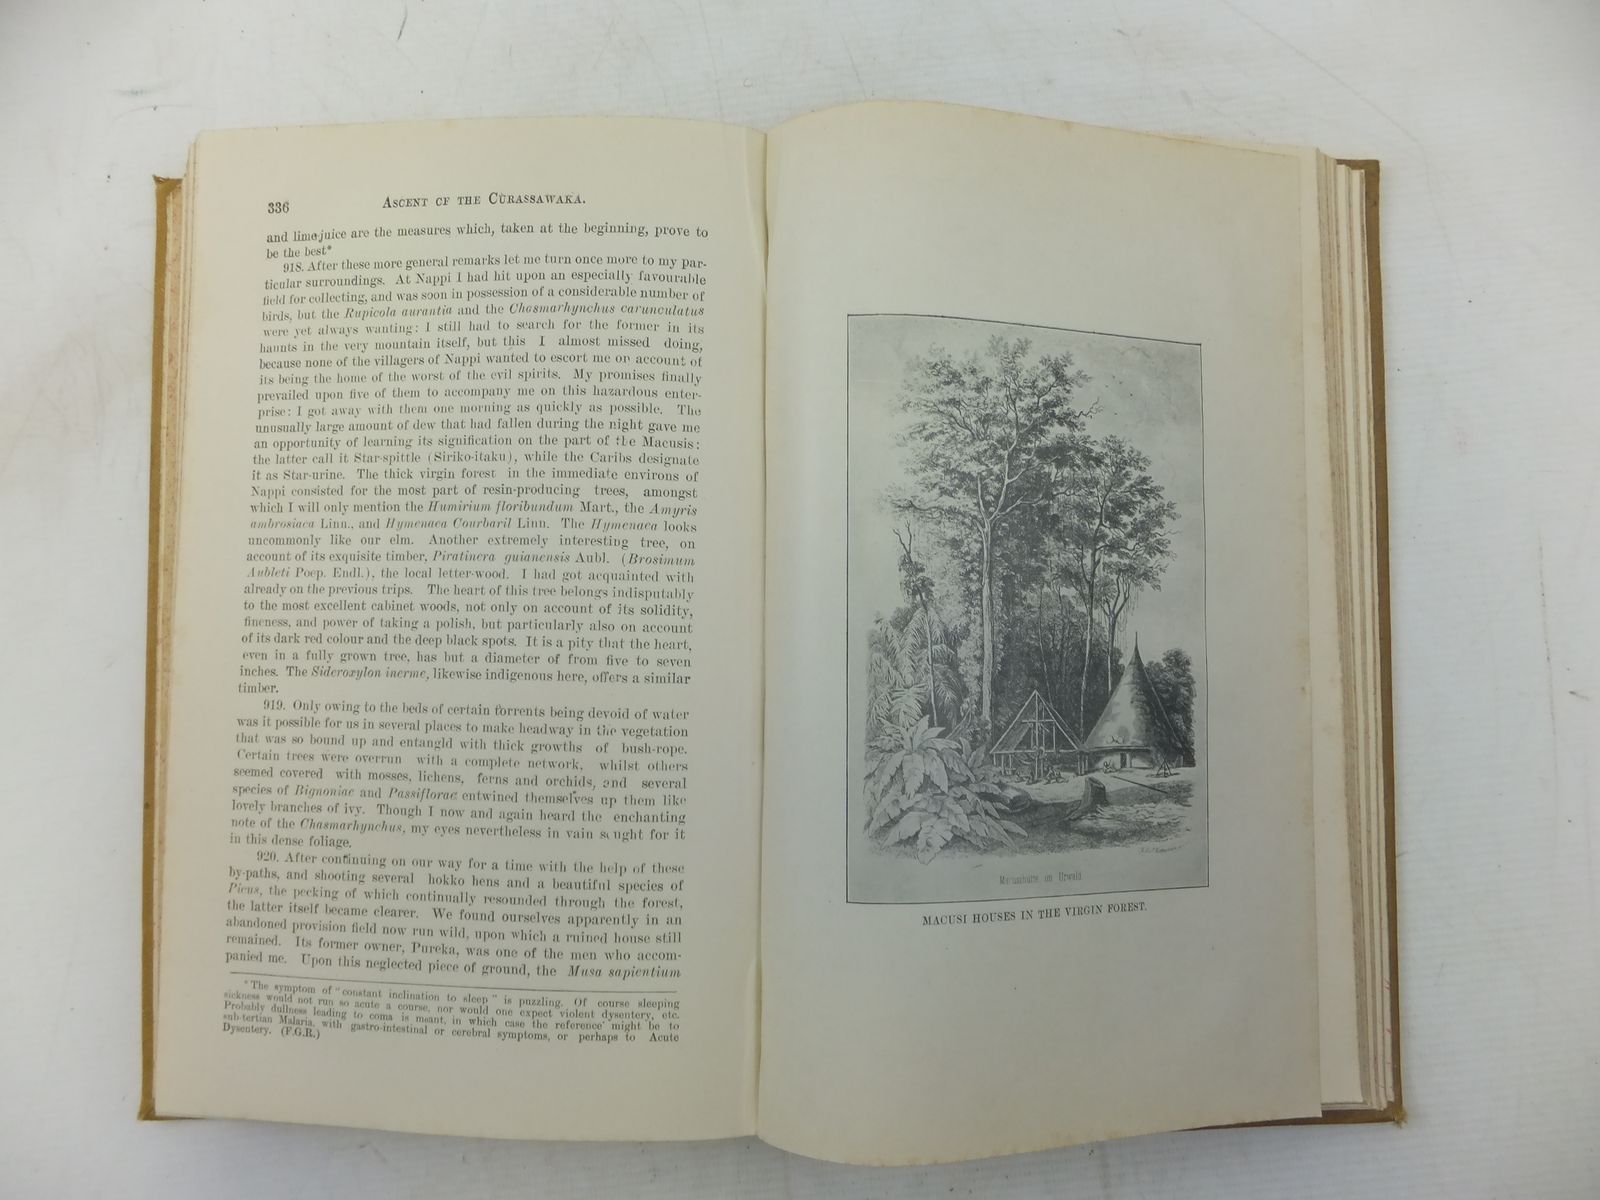 336
ASCENT OF THE CURASSAWAKA.
and lime-juice are the measures which, taken at the beginning, prove to
be the best*
918. After these more general remarks let me turn once more to my par-
ticular surroundings. At Nappi I had hit upon an especially favourable
field for collecting, and was soon in possession of a considerable number of
birds, but the Rupicola aurantia and the Chasmarhynchus carunculatus
were yet always wanting: I still had to search for the former in its
haunts in the very mountain itself, but this I almost missed doing,
because none of the villagers of Nappi wanted to escort me on account of
its being the home of the worst of the evil spirits. My promises finally
prevailed upon five of them to accompany me on this hazardous enter-
prise: I got away with them one morning as quickly as possible. The
unusually large amount of dew that had fallen during the night gave me
an opportunity of learning its signification on the part of the Macusis:
the latter call it Star-spittle (Siriko-itaku), while the Caribs designate
it as Star-urine. The thick virgin forest in the immediate environs of
Nappi consisted for the most part of resin-producing trees, amongst
which I will only mention the Humirium floribundum Mart., the Amyris
ambrosiaca Linn., and Hymenaea Courbaril Linn. The Hymenaea looks
uncommonly like our elm. Another extremely interesting tree, on
account of its exquisite timber, Piratinera guianensis Aubl. (Brosimum
Aubleti Poep. Endl.), the local letter-wood. I had got acquainted with
already on the previous trips. The heart of this tree belongs indisputably
to the most excellent cabinet woods, not only on account of its solidity,
fineness, and power of taking a polish, but particularly also on account
of its dark red colour and the deep black spots. It is a pity that the heart,
even in a fully grown tree, has but a diameter of from five to seven
inches. The Sideroxylon inerme, likewise indigenous here, offers a similar
timber.
919. Only owing to the beds of certain torrents being devoid of water
was it possible for us in several places to make headway in the vegetation
that was so bound up and entangld with thick growths of bush-rope.
Certain trees were overrun with a complete network, whilst others
seemed covered with mosses, lichens, ferns and orchids, and several
species of Bignoniae and Passiflorae entwined themselves up them like
lovely branches of ivy. Though I now and again heard the enchanting
note of the Chasmarhynchus, my eyes nevertheless in vain sought for it
in this dense foliage.
920. After continuing on our way for a time with the help of these
by-paths, and shooting several hokko hens and a beautiful species of
Picus, the pecking of which continually resounded through the forest,
the latter itself became clearer. We found ourselves apparently in an
abandoned provision field now run wild, upon which a ruined house still
remained. Its former owner, Pureka, was one of the men who accom-
panied me. Upon this neglected piece of ground, the Musa sapientium
* The symptom of "constant inclination to sleep" is puzzling. Of course sleeping
sickness would not run so acute a course, nor would one expect violent dysentery, etc.
Probably dullness leading to coma is meant, in which case the reference might be to
sub-tertian Malaria, with gastro-intestinal or cerebral symptoms, or perhaps to Acute
Dysentery. (F.G.R.)
im Urwald.
MACUSI HOUSES IN THE VIRGIN FOREST.